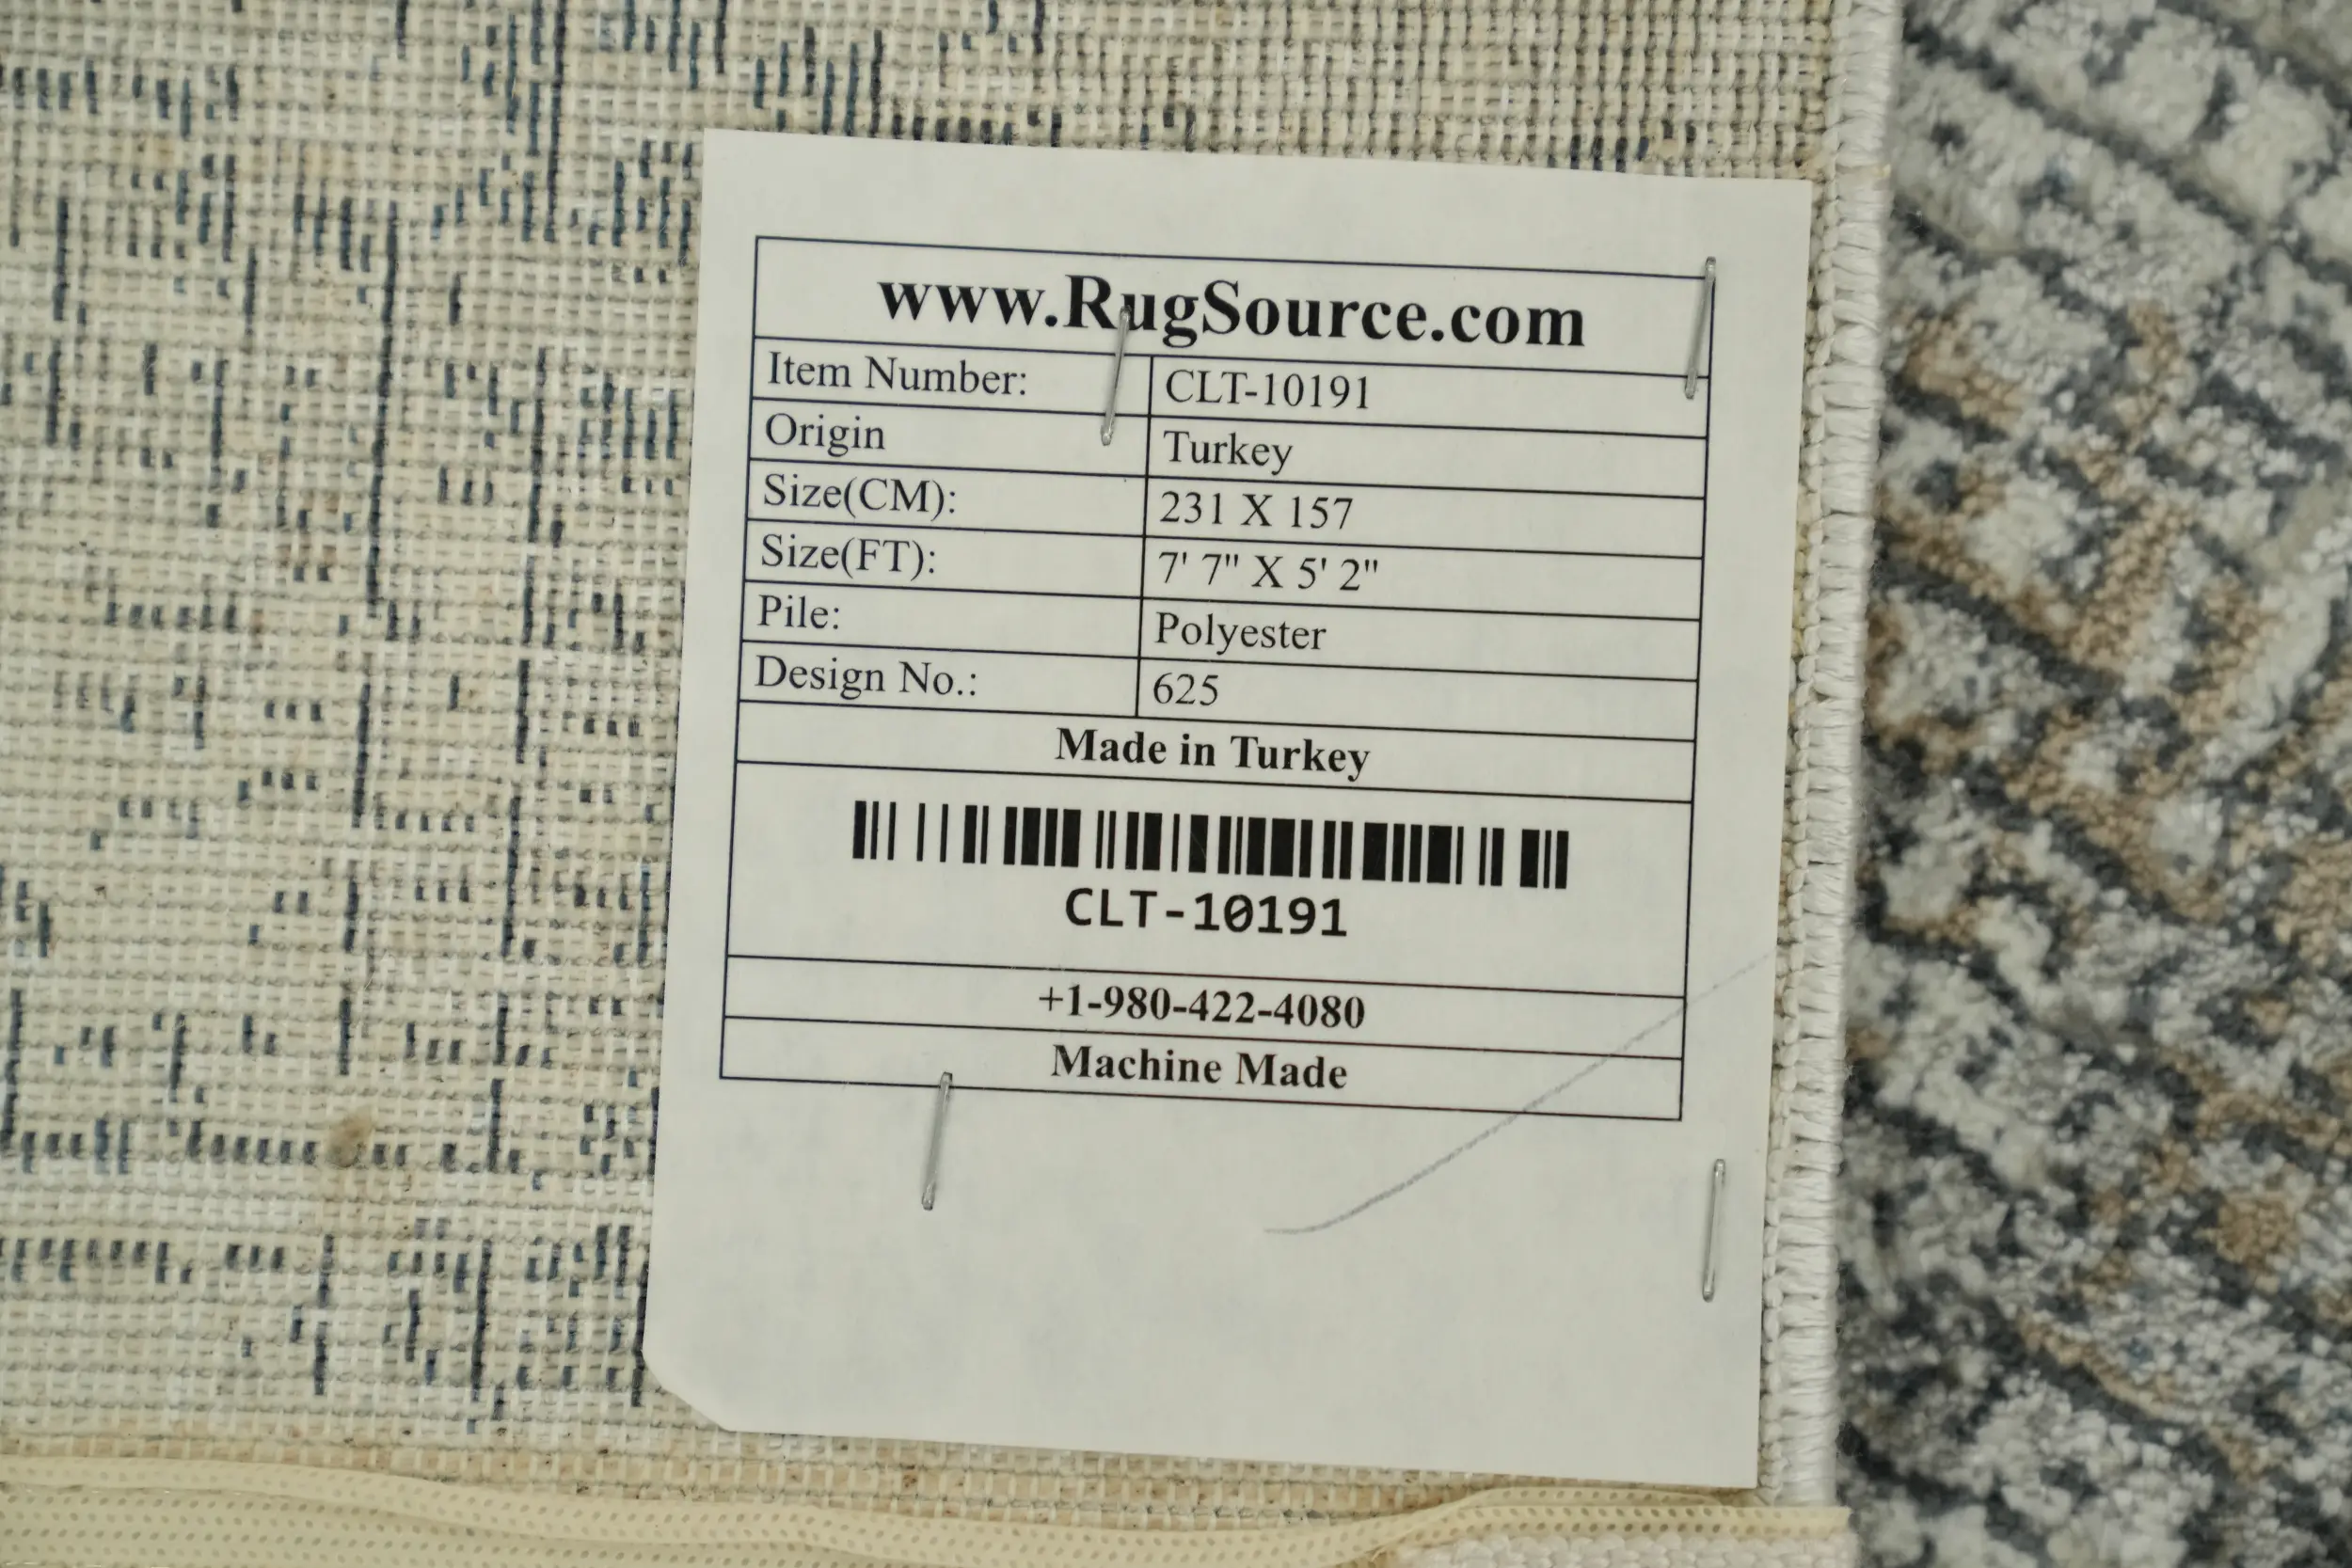 www.RugSource.com
Item Number: CLT-10191
Origin Turkey
Size(CM): 231 X 157
Size(FT): 7' 7" X 5' 2"
Pile: Polyester
Design No.: 625
Made in Turkey
CLT-10191
+1-980-422-4080
Machine Made